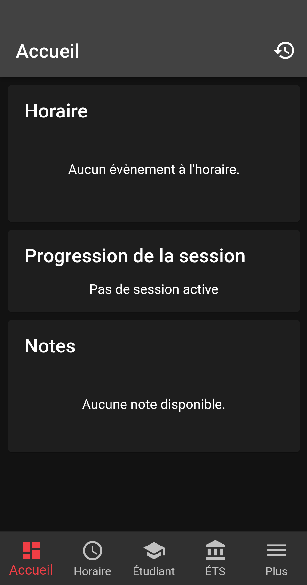 Accueil
Horaire
Aucun évènement à l'horaire.
Progression de la session
Pas de session active
Notes
Aucune note disponible.
Accueil
Horaire
Étudiant
ÉTS
Plus